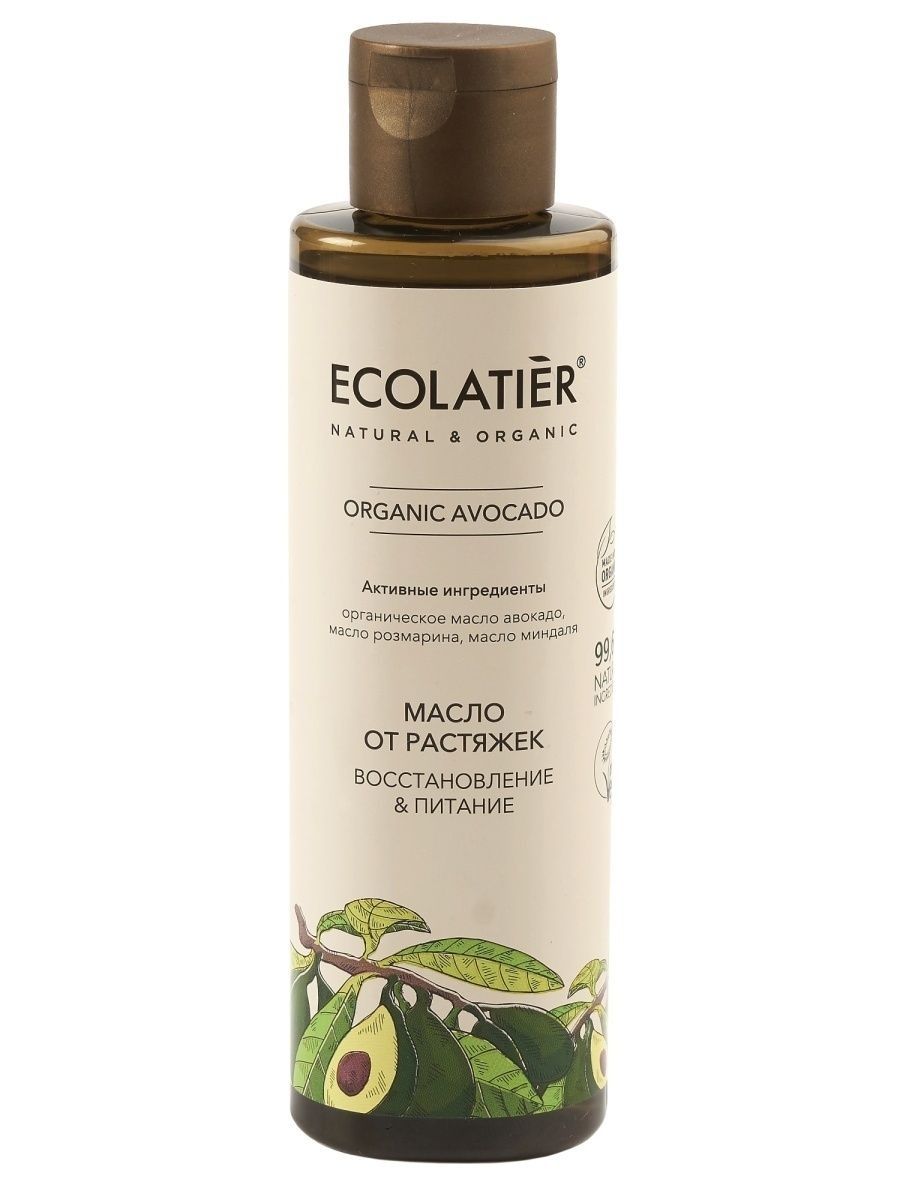 ECOLATIÈR®
NATURAL & ORGANIC
ORGANIC AVOCADO
Активные ингредиенты
органическое масло авокадо,
масло розмарина, масло миндаля
МАСЛО
ОТ РАСТЯЖЕК
ВОССТАНОВЛЕНИЕ
& ПИТАНИЕ